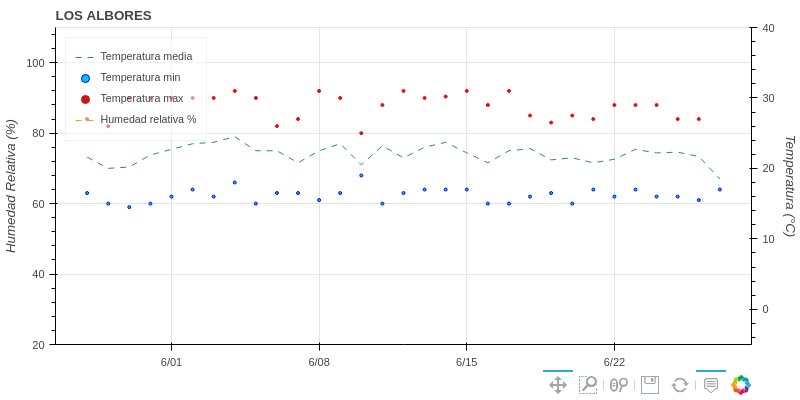 LOS ALBORES
Temperatura media
Temperatura min
Temperatura max
Humedad relativa %
Humedad Relativa (%)
100
80
60
40
20
6/01
6/08
6/15
6/22
40
30
20
10
0
Temperatura (°C)